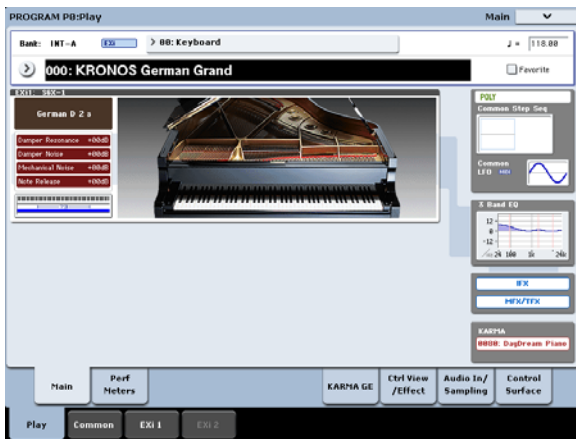 PROGRAM P0:Play
Main
Bank: INT-A EXi > 00: Keyboard
♩ = 118.00
000: KRONOS German Grand
Favorite
EXi1: SGX-1
German D 2 a
Damper Resonance +00dB
Damper Noise +00dB
Mechanical Noise +00dB
Note Release +00dB
POLY
Common Step Seq
Common
LFO MIDI
3 Band EQ
12
0
-12
100 1k 20k
IFX
MFX/TFX
KARMA
0000: DayDream Piano
Main
Perf
Meters
KARMA GE
Ctrl View
/Effect
Audio In/
Sampling
Control
Surface
Play
Common
EXi 1
EXi 2